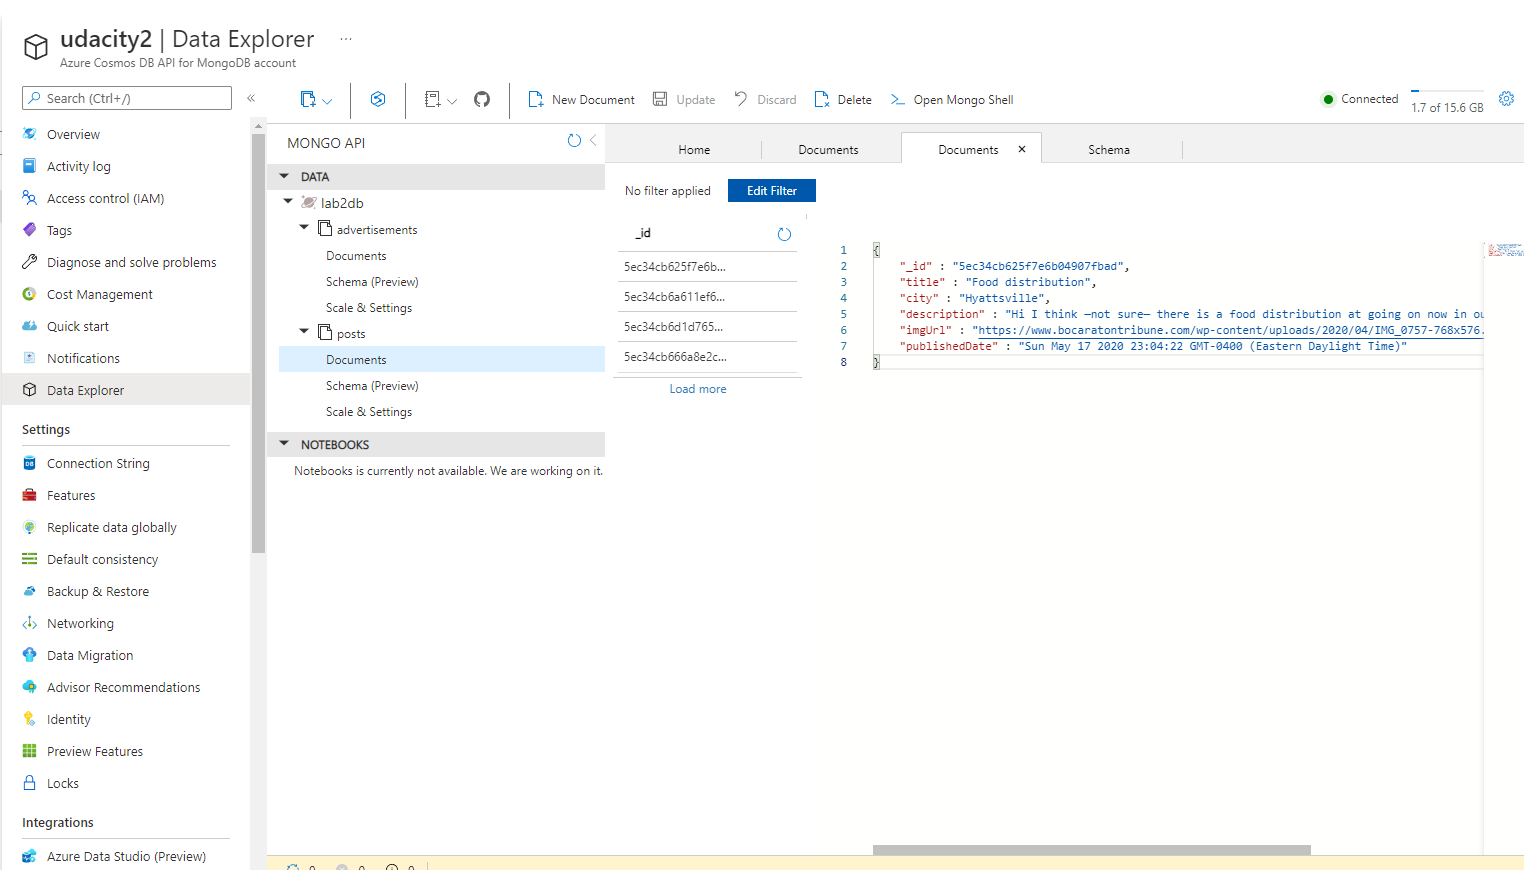 udacity2 | Data Explorer ...
Azure Cosmos DB API for MongoDB account
Search (Ctrl+/)
«
Overview
Activity log
Access control (IAM)
Tags
Diagnose and solve problems
Cost Management
Quick start
Notifications
Data Explorer
Settings
Connection String
Features
Replicate data globally
Default consistency
Backup & Restore
Networking
Data Migration
Advisor Recommendations
Identity
Preview Features
Locks
Integrations
Azure Data Studio (Preview)
New Document
Update
Discard
Delete
Open Mongo Shell
Connected
1.7 of 15.6 GB
MONGO API
DATA
lab2db
advertisements
Documents
Schema (Preview)
Scale & Settings
posts
Documents
Schema (Preview)
Scale & Settings
NOTEBOOKS
Notebooks is currently not available. We are working on it.
Home
Documents
Documents
Schema
No filter applied
Edit Filter
_id
5ec34cb625f7e6b...
5ec34cb6a611ef6...
5ec34cb6d1d765...
5ec34cb666a8e2c...
Load more
1 {
2 "_id" : "5ec34cb625f7e6b04907fbad",
3 "title" : "Food distribution",
4 "city" : "Hyattsville",
5 "description" : "Hi I think —not sure— there is a food distribution at going on now in ou
6 "imgUrl" : "https://www.bocaratontribune.com/wp-content/uploads/2020/04/IMG_0757-768x576.
7 "publishedDate" : "Sun May 17 2020 23:04:22 GMT-0400 (Eastern Daylight Time)"
8 }